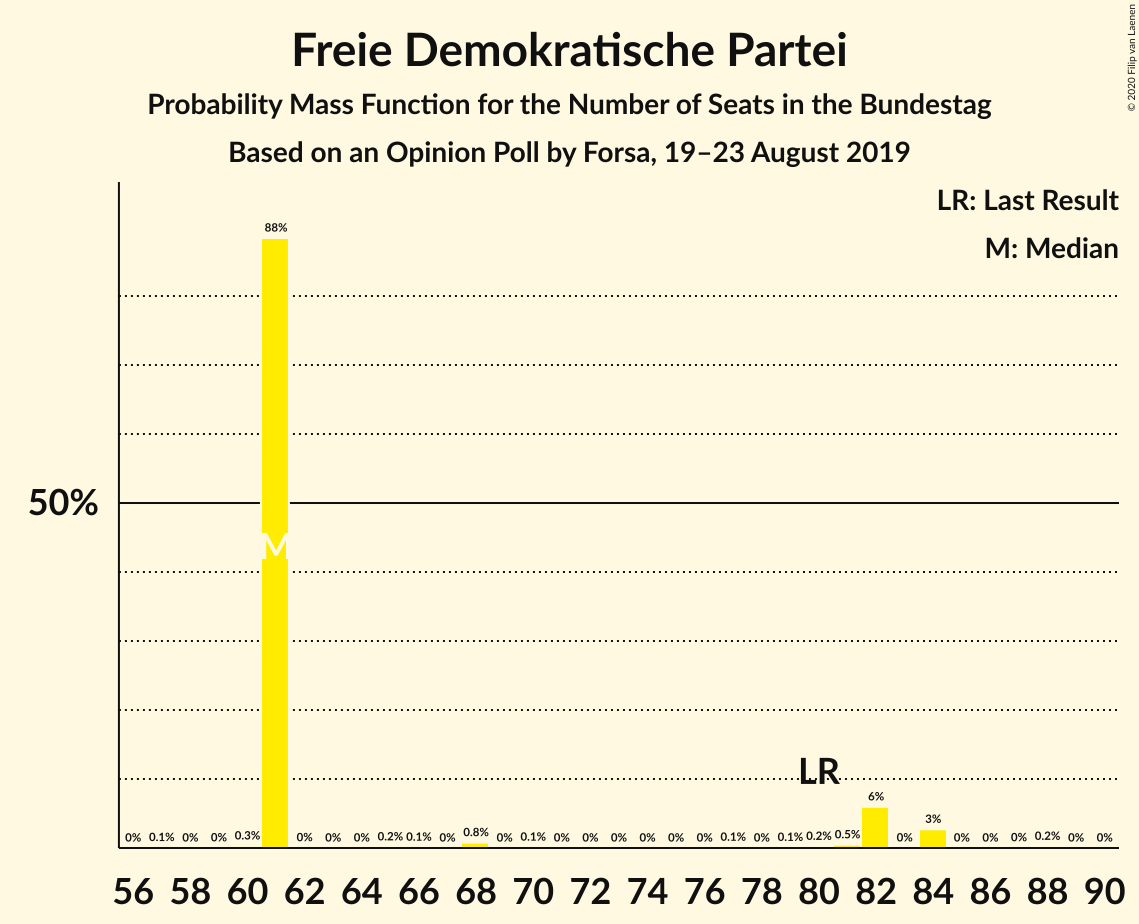 Freie Demokratische Partei
Probability Mass Function for the Number of Seats in the Bundestag
Based on an Opinion Poll by Forsa, 19–23 August 2019
© 2020 Filip van Laenen
LR: Last Result
M: Median
88%
50%
M
LR
0% 0.1% 0% 0% 0.3% 0% 0% 0% 0.2% 0.1% 0% 0.8% 0% 0.1% 0% 0% 0% 0% 0% 0% 0.1% 0% 0.1% 0.2% 0.5% 6% 0% 3% 0% 0% 0% 0.2% 0% 0%
56 58 60 62 64 66 68 70 72 74 76 78 80 82 84 86 88 90